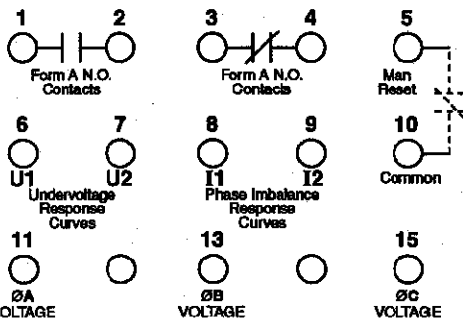 1 2 3 4 5
Form A N.O. Contacts
Form A N.O. Contacts
Man Reset
6 7 8 9 10
U1 U2 I1 I2
Undervoltage Response Curves
Phase Imbalance Response Curves
Common
11 13 15
ØA ØB ØC
OLTAGE VOLTAGE VOLTAGE